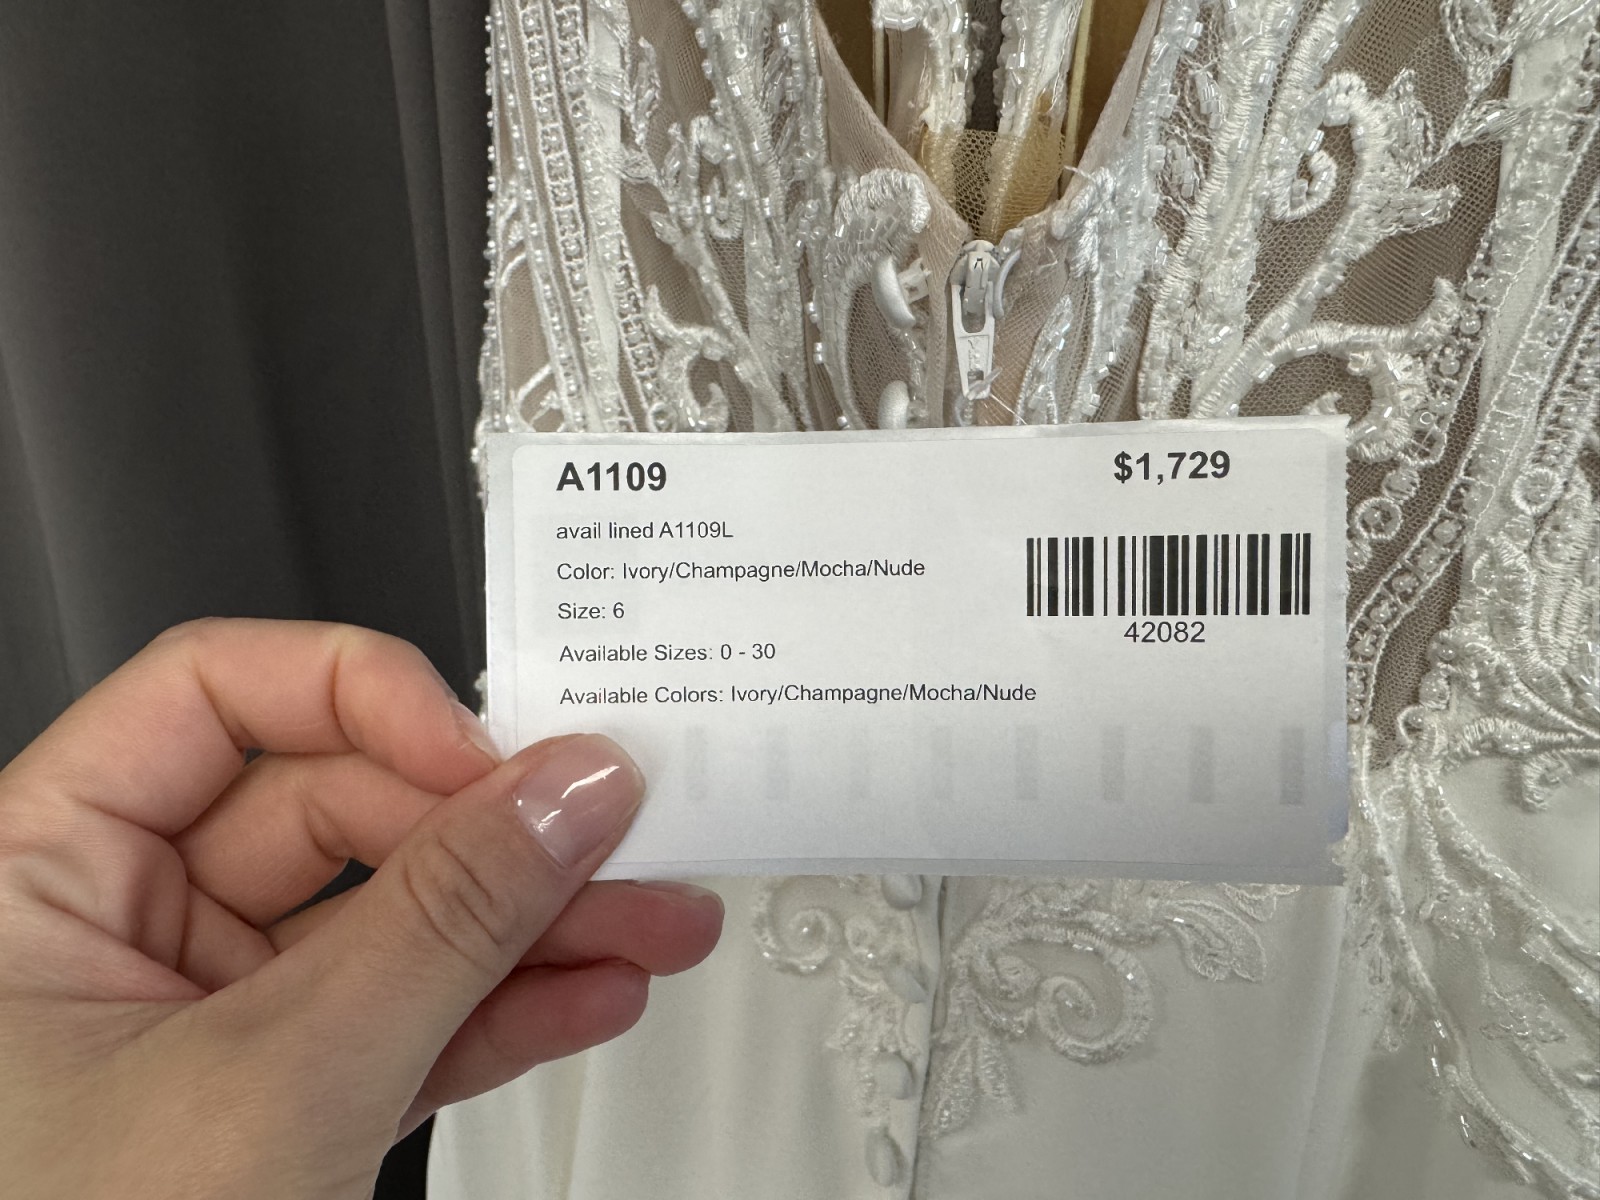 A1109 $1,729
avail lined A1109L
Color: Ivory/Champagne/Mocha/Nude
Size: 6
42082
Available Sizes: 0 - 30
Available Colors: Ivory/Champagne/Mocha/Nude